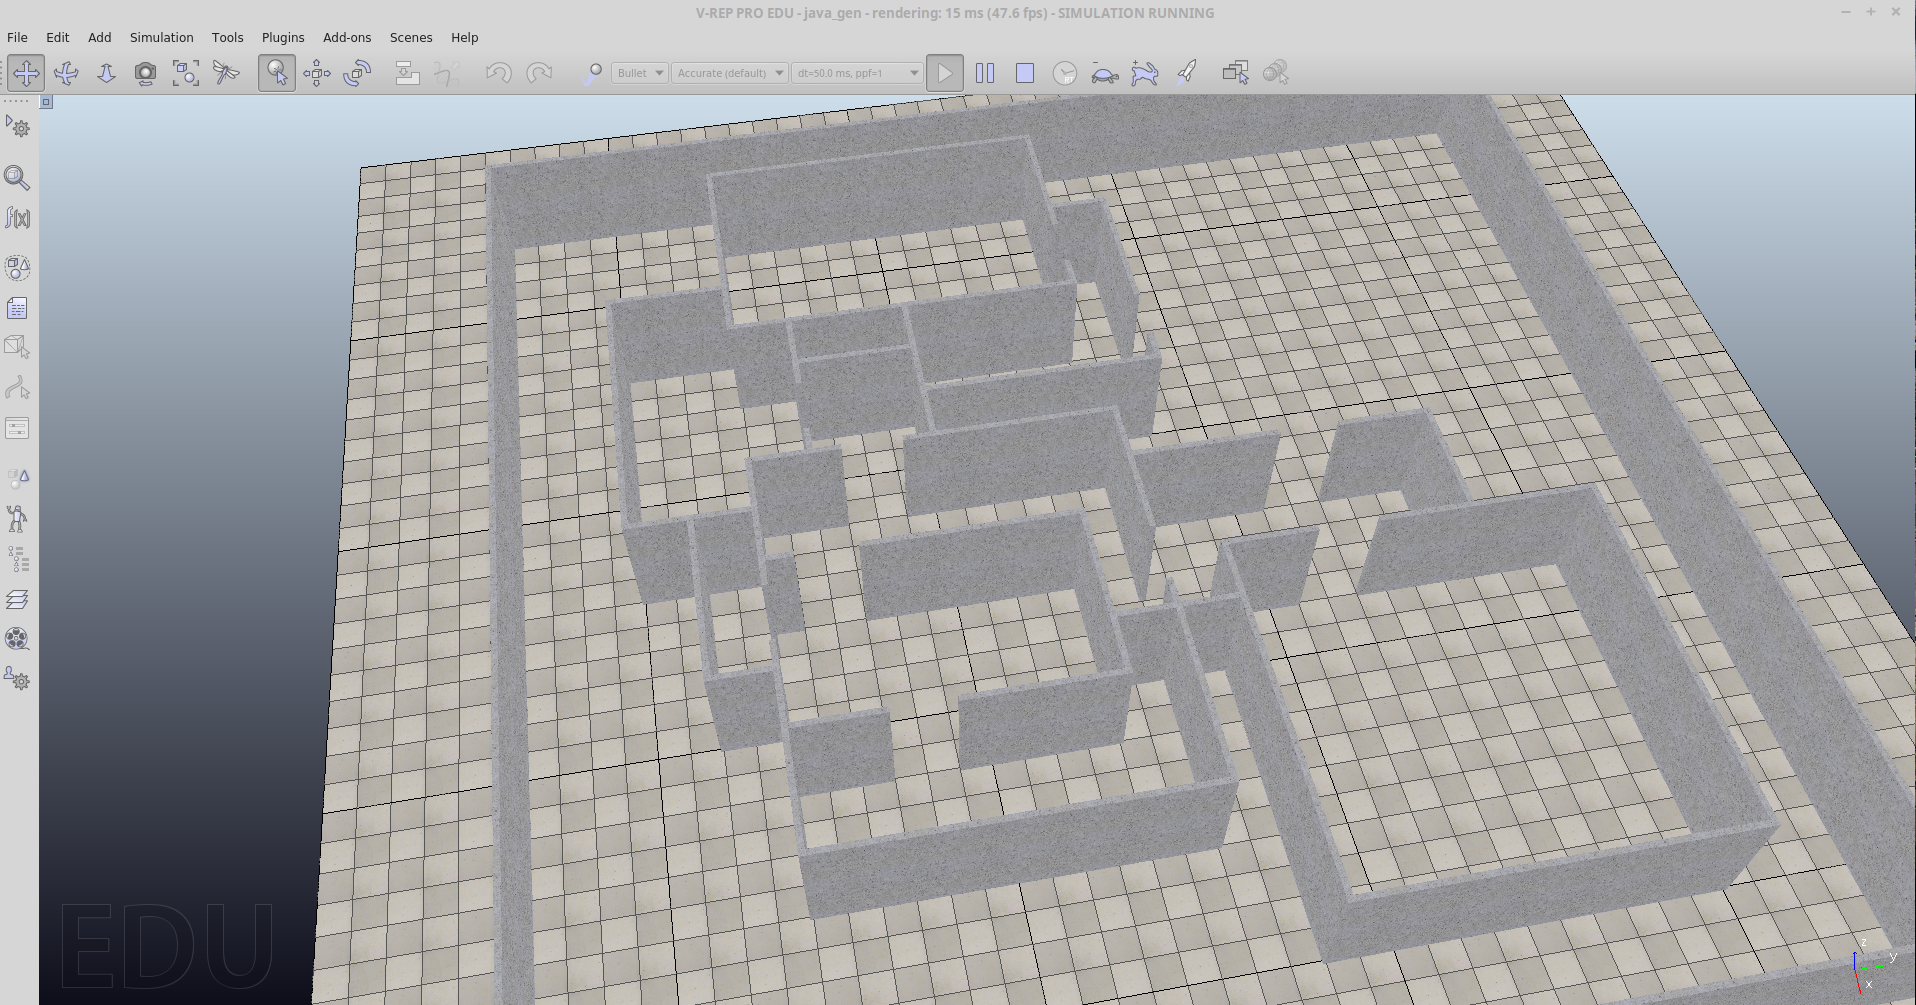 V-REP PRO EDU - java_gen - rendering: 15 ms (47.6 fps) - SIMULATION RUNNING
File Edit Add Simulation Tools Plugins Add-ons Scenes Help
Bullet Accurate (default) dt=50.0 ms, ppf=1 RT
f(x)
EDU
z
y
x